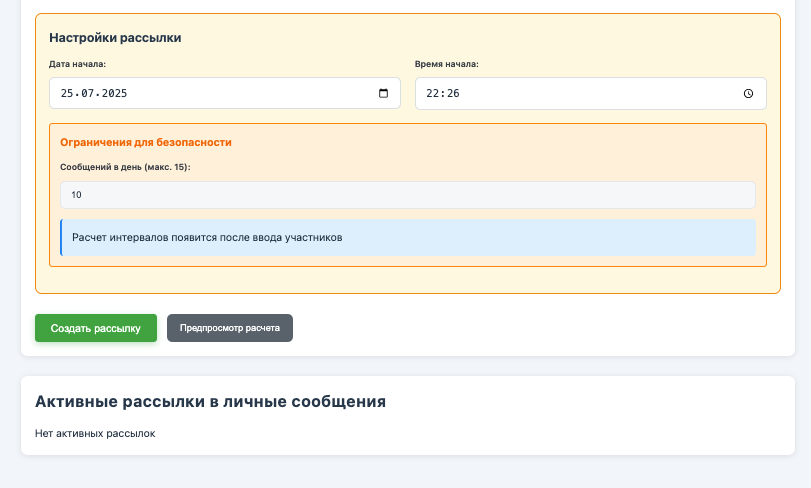 Настройки рассылки
Дата начала:
Время начала:
25.07.2025
22:26
Ограничения для безопасности
Сообщений в день (макс. 15):
10
Расчет интервалов появится после ввода участников
Создать рассылку
Предпросмотр расчета
Активные рассылки в личные сообщения
Нет активных рассылок